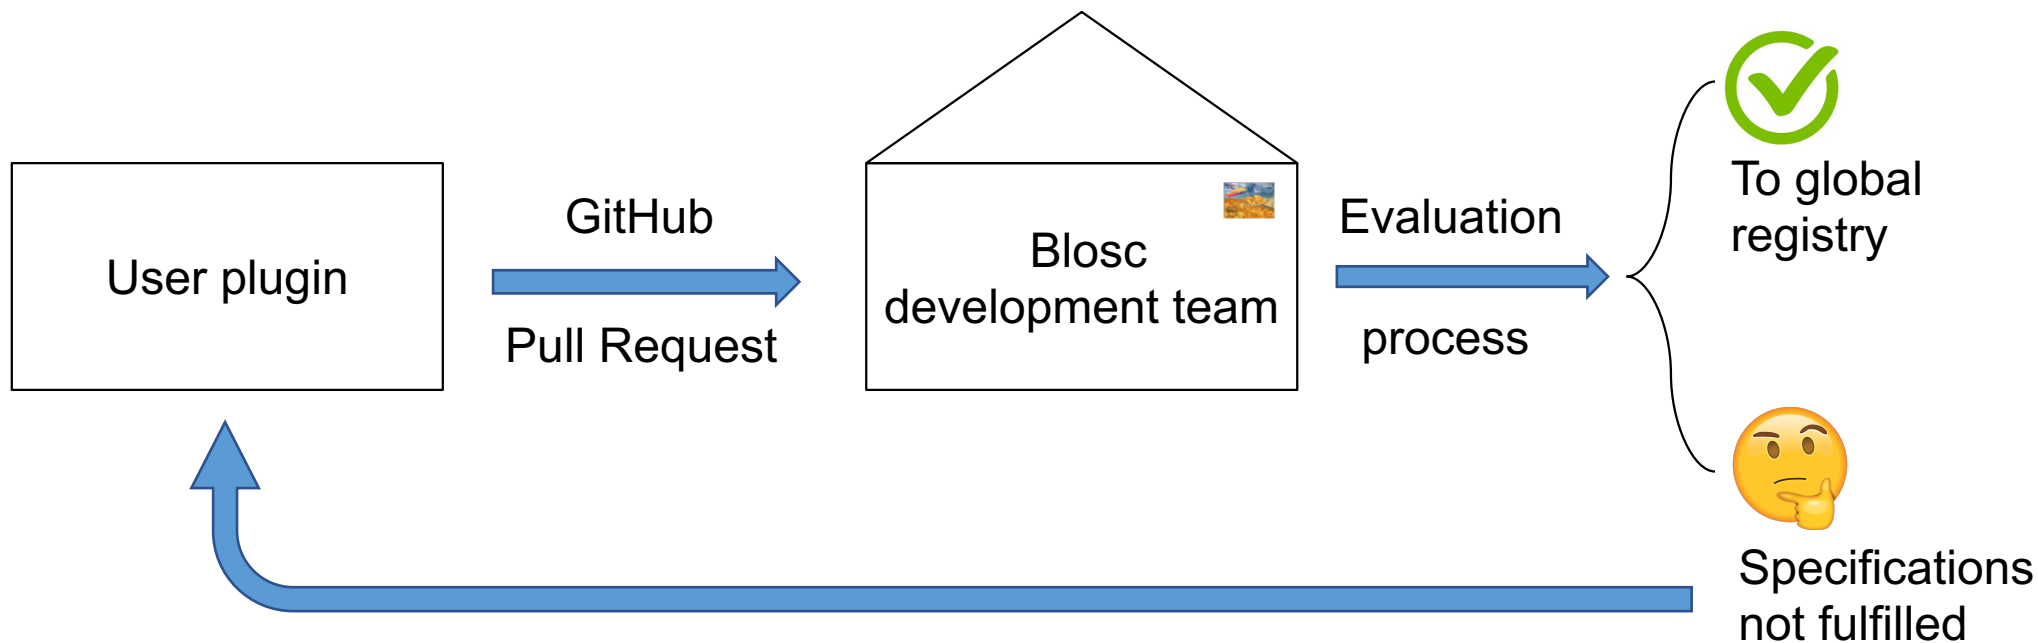 User plugin
GitHub
Pull Request
Blosc
development team
Evaluation
process
To global
registry
Specifications
not fulfilled